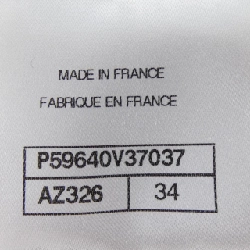 MADE IN FRANCE
FABRIQUE EN FRANCE
P59640V37037
AZ326 34